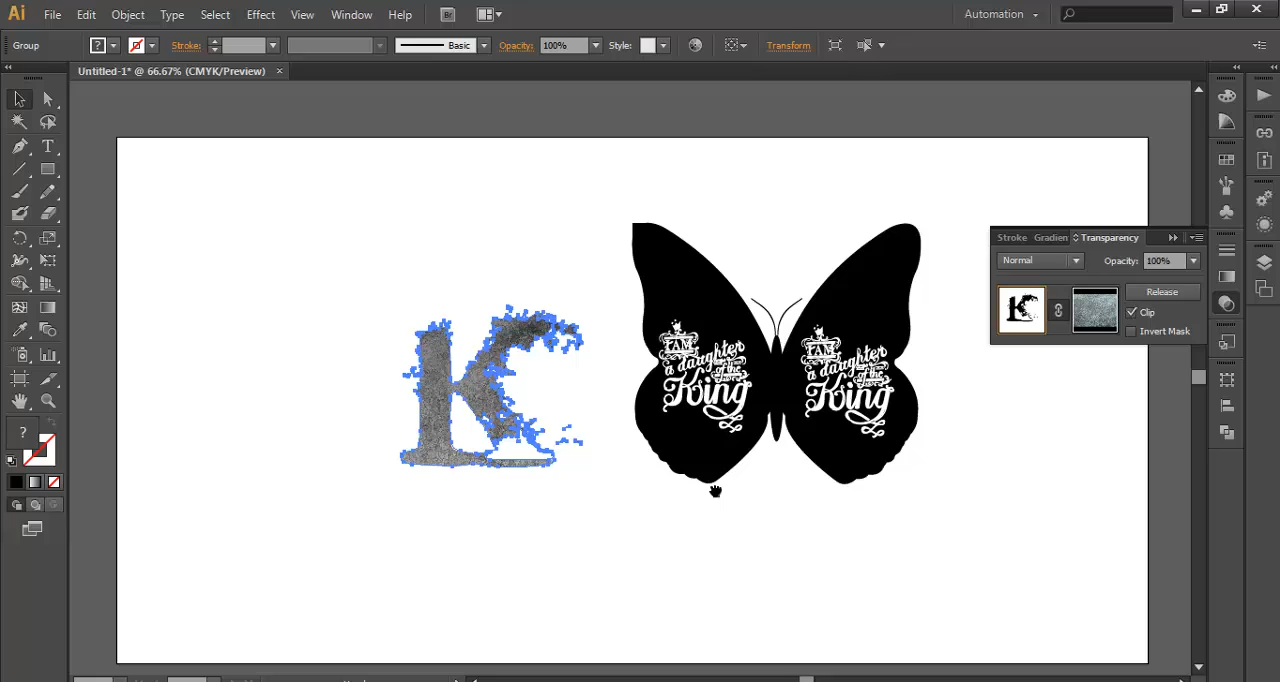 Ai File Edit Object Type Select Effect View Window Help Br Automation
Group ? Stroke: Basic Opacity: 100% Style: Transform
Untitled-1* @ 66.67% (CMYK/Preview) ×
Stroke Gradien Transparency
Normal Opacity: 100%
Release
Clip
Invert Mask
K
I AM
a daughter
of the
King
I AM
a daughter
of the
King
T
?